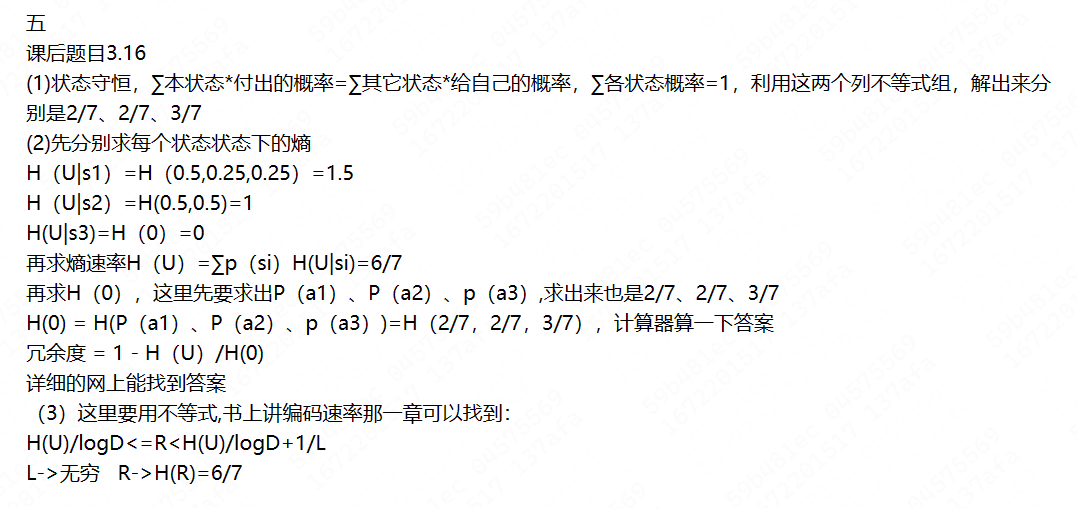 五
课后题目3.16
(1)状态守恒，∑本状态*付出的概率=∑其它状态*给自己的概率，∑各状态概率=1，利用这两个列不等式组，解出来分
别是2/7、2/7、3/7
(2)先分别求每个状态状态下的熵
H（U|s1）=H（0.5,0.25,0.25）=1.5
H（U|s2）=H(0.5,0.5)=1
H(U|s3)=H（0）=0
再求熵速率H（U）=∑p（si）H(U|si)=6/7
再求H（0），这里先要求出P（a1）、P（a2）、p（a3）,求出来也是2/7、2/7、3/7
H(0) = H(P（a1）、P（a2）、p（a3）)=H（2/7，2/7，3/7），计算器算一下答案
冗余度 = 1 - H（U）/H(0)
详细的网上能找到答案
（3）这里要用不等式,书上讲编码速率那一章可以找到：
H(U)/logD<=R<H(U)/logD+1/L
L->无穷 R->H(R)=6/7